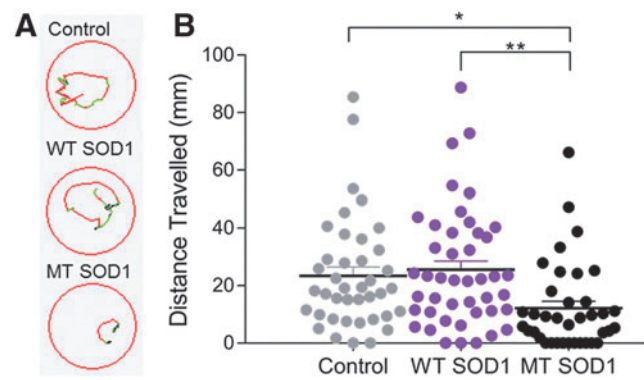 A
Control
WT SOD1
MT SOD1
B
*
**
Distance Travelled (mm)
100
80
60
40
20
0
Control WT SOD1 MT SOD1